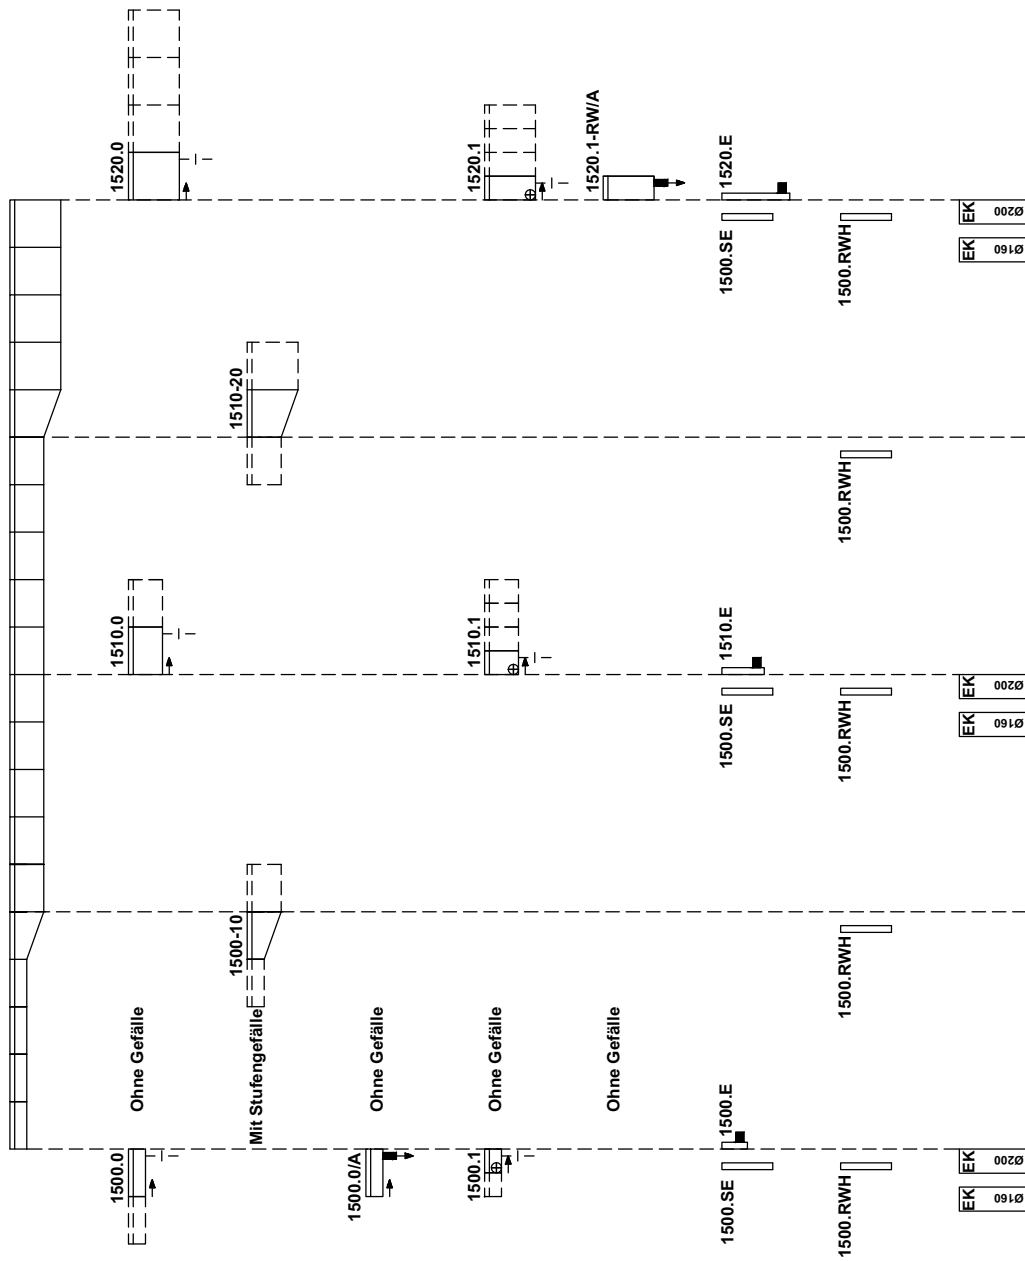 1500.0
Ohne Gefälle
1510.0
1520.0
Mit Stufengefälle
1500-10
1510-20
1500.0/A
Ohne Gefälle
1500.1
Ohne Gefälle
1510.1
1520.1
Ohne Gefälle
1520.1-RW/A
1500.SE
1500.E
1500.SE
1510.E
1500.SE
1520.E
1500.RWH
1500.RWH
1500.RWH
1500.RWH
1500.RWH
EK
Ø160
EK
Ø200
EK
Ø160
EK
Ø200
EK
Ø160
EK
Ø200